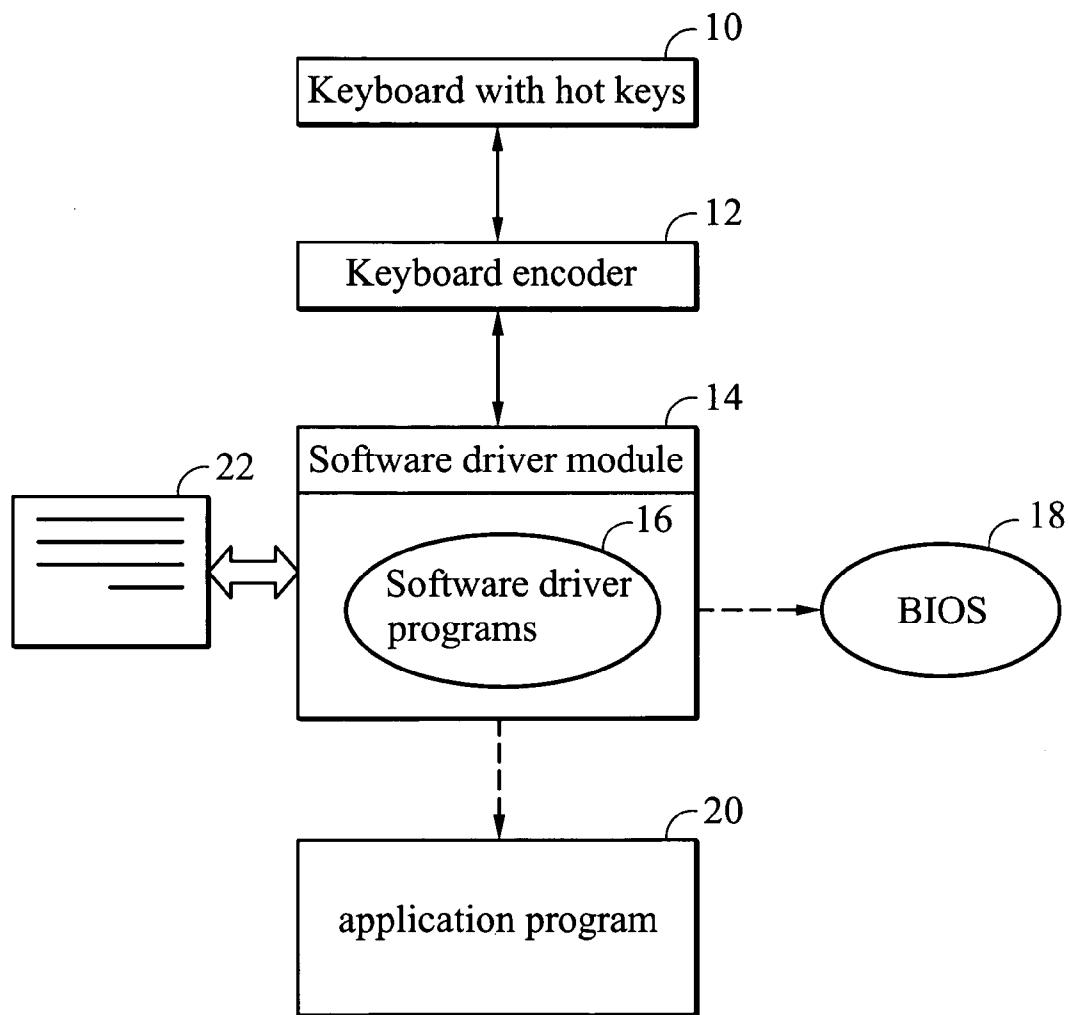 10
Keyboard with hot keys
12
Keyboard encoder
14
Software driver module
22
16
Software driver
programs
18
BIOS
20
application program